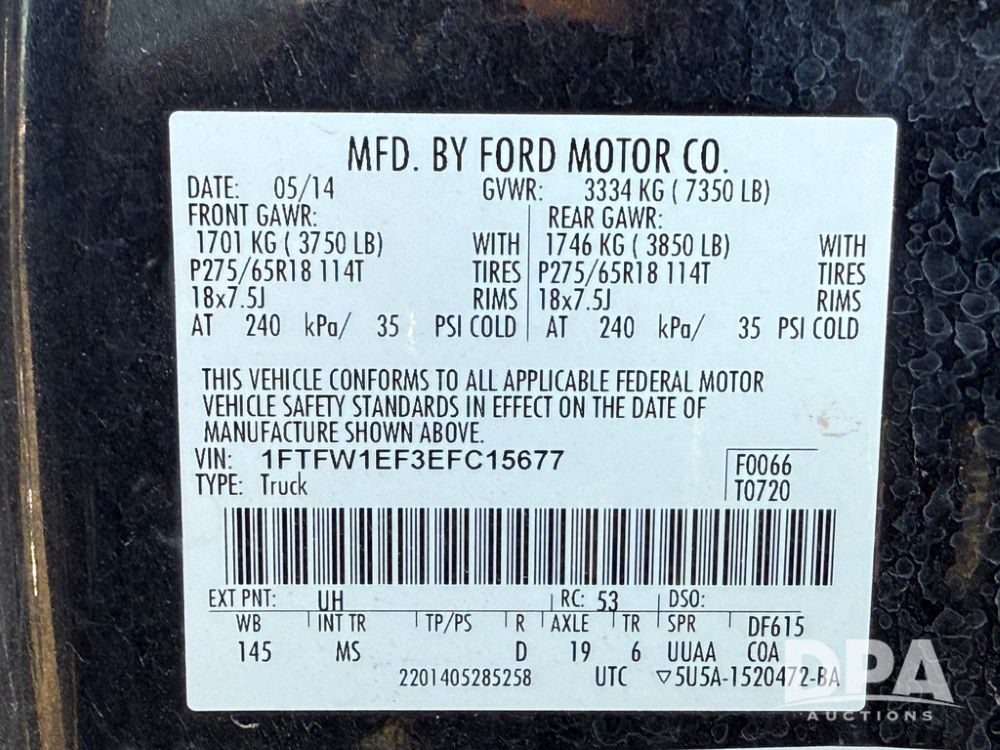 MFD. BY FORD MOTOR CO.
DATE: 05/14 GVWR: 3334 KG ( 7350 LB)
FRONT GAWR: REAR GAWR:
1701 KG ( 3750 LB) WITH 1746 KG ( 3850 LB) WITH
P275/65R18 114T TIRES P275/65R18 114T TIRES
18x7.5J RIMS 18x7.5J RIMS
AT 240 kPa/ 35 PSI COLD AT 240 kPa/ 35 PSI COLD
THIS VEHICLE CONFORMS TO ALL APPLICABLE FEDERAL MOTOR
VEHICLE SAFETY STANDARDS IN EFFECT ON THE DATE OF
MANUFACTURE SHOWN ABOVE.
VIN: 1FTFW1EF3EFC15677 F0066
TYPE: Truck T0720
EXT PNT: UH RC: 53 DSO:
WB INT TR TP/PS R AXLE TR SPR DF615
145 MS D 19 6 UUAA COA
2201405285258 UTC ▽5U5A-1520472-BA
DPA
AUCTIONS